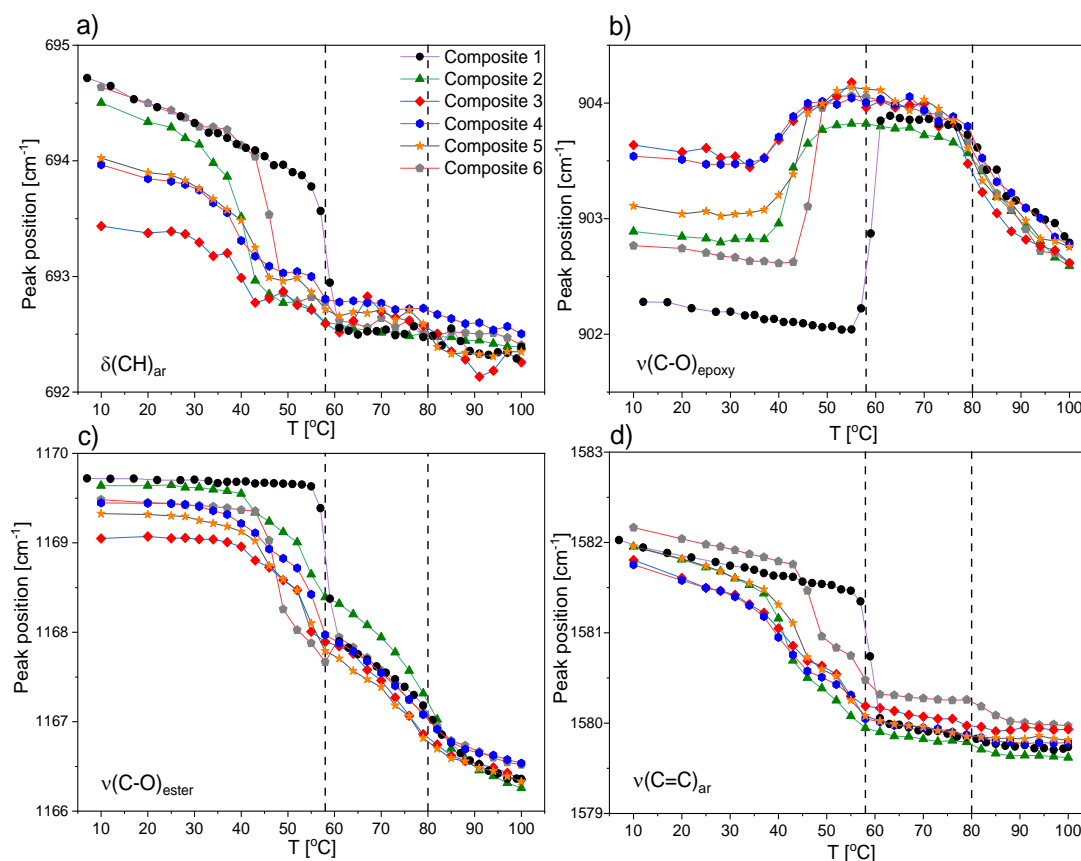 a)
695
694
693
692
Peak position [cm⁻¹]
10 20 30 40 50 60 70 80 90 100
T [°C]
δ(CH)ar
Composite 1
Composite 2
Composite 3
Composite 4
Composite 5
Composite 6
b)
904
903
902
Peak position [cm⁻¹]
10 20 30 40 50 60 70 80 90 100
T [°C]
ν(C-O)epoxy
c)
1170
1169
1168
1167
1166
Peak position [cm⁻¹]
10 20 30 40 50 60 70 80 90 100
T [°C]
ν(C-O)ester
d)
1583
1582
1581
1580
1579
Peak position [cm⁻¹]
10 20 30 40 50 60 70 80 90 100
T [°C]
ν(C=C)ar